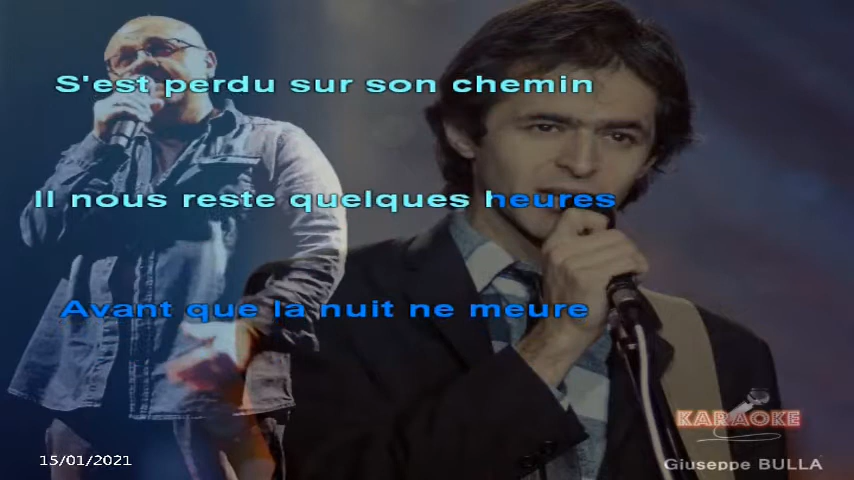 S'est perdu sur son chemin
Il nous reste quelques heures
Avant que la nuit ne meure
KARAOKE
15/01/2021
Giuseppe BULLA